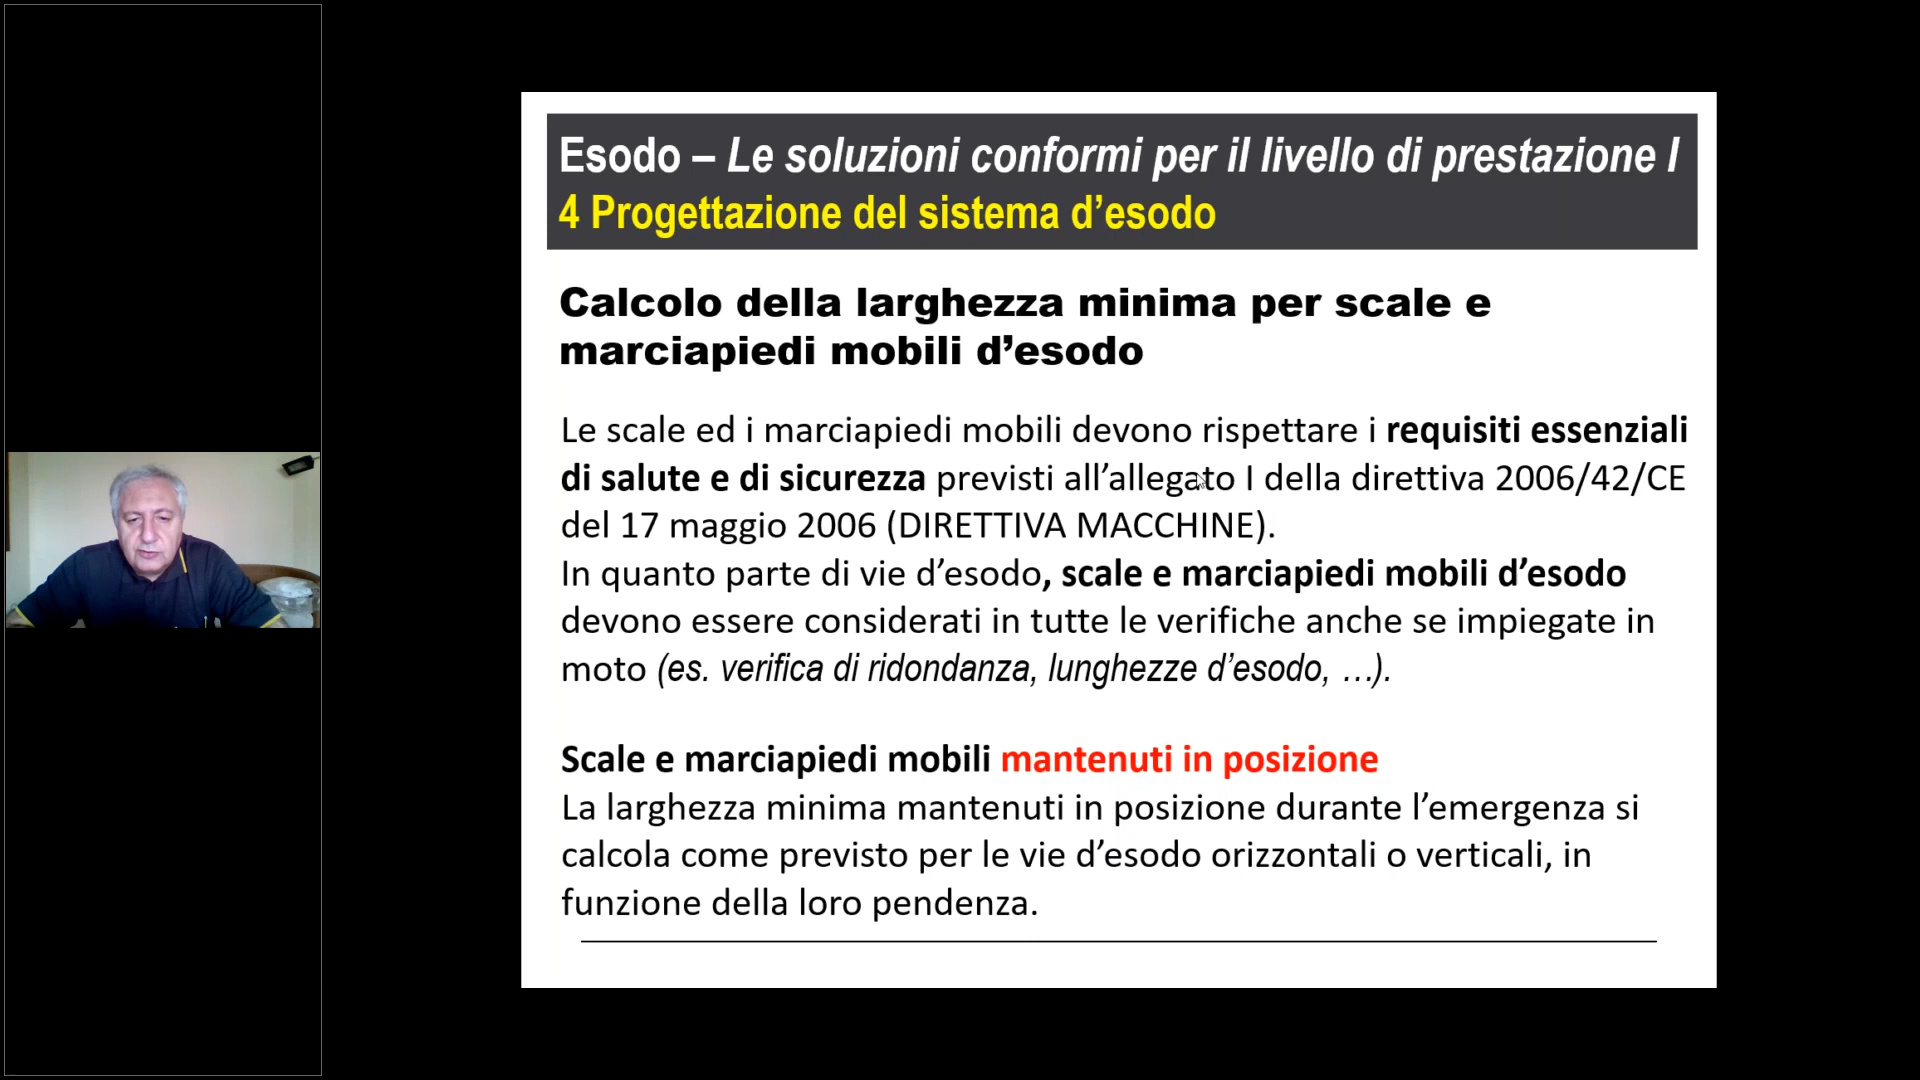 Esodo – Le soluzioni conformi per il livello di prestazione I
4 Progettazione del sistema d’esodo
Calcolo della larghezza minima per scale e
marciapiedi mobili d’esodo
Le scale ed i marciapiedi mobili devono rispettare i requisiti essenziali
di salute e di sicurezza previsti all’allegato I della direttiva 2006/42/CE
del 17 maggio 2006 (DIRETTIVA MACCHINE).
In quanto parte di vie d’esodo, scale e marciapiedi mobili d’esodo
devono essere considerati in tutte le verifiche anche se impiegate in
moto (es. verifica di ridondanza, lunghezze d’esodo, …).
Scale e marciapiedi mobili mantenuti in posizione
La larghezza minima mantenuti in posizione durante l’emergenza si
calcola come previsto per le vie d’esodo orizzontali o verticali, in
funzione della loro pendenza.